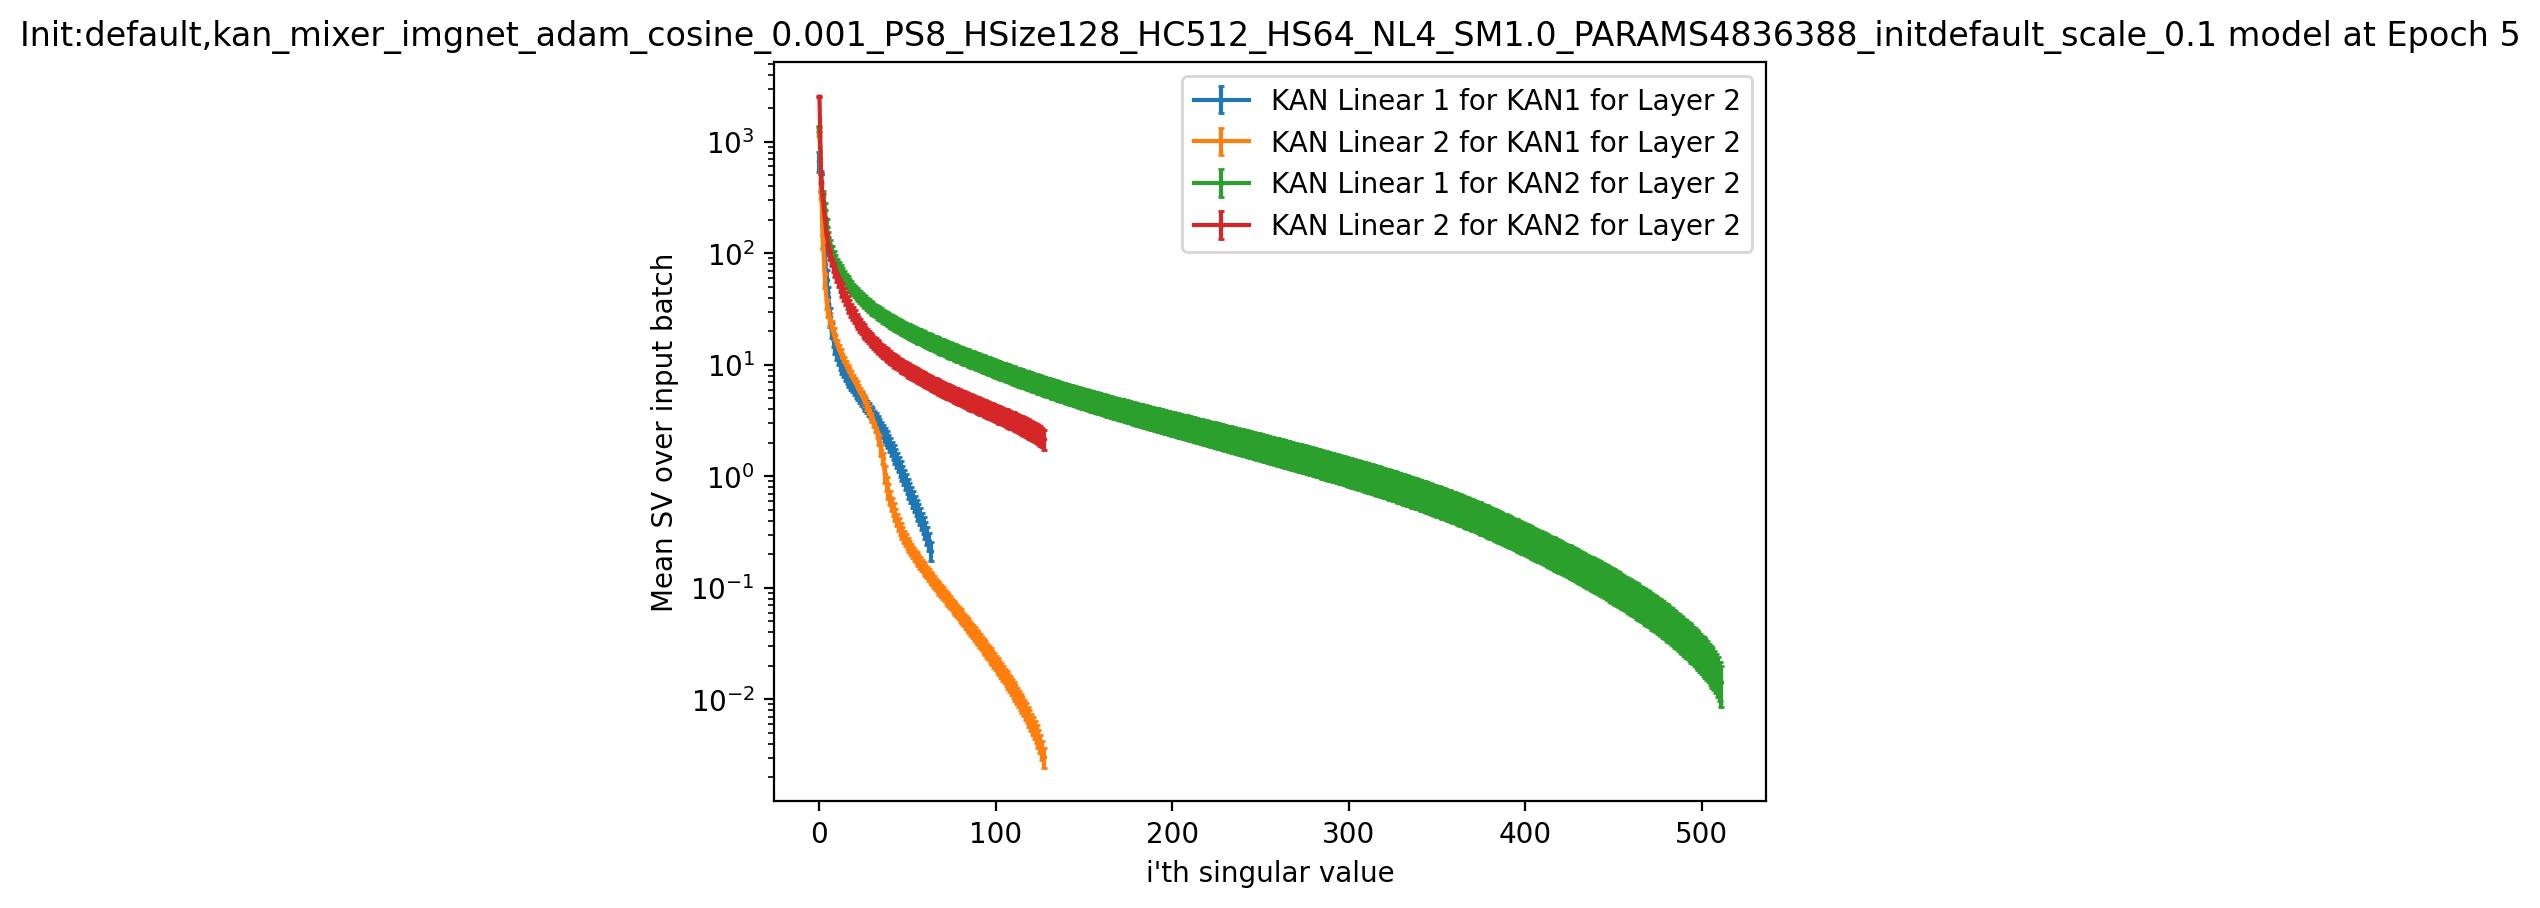 Init:default,kan_mixer_imgnet_adam_cosine_0.001_PS8_HSize128_HC512_HS64_NL4_SM1.0_PARAMS4836388_initdefault_scale_0.1 model at Epoch 5
KAN Linear 1 for KAN1 for Layer 2
KAN Linear 2 for KAN1 for Layer 2
KAN Linear 1 for KAN2 for Layer 2
KAN Linear 2 for KAN2 for Layer 2
Mean SV over input batch
10³
10²
10¹
10⁰
10⁻¹
10⁻²
0 100 200 300 400 500
i'th singular value